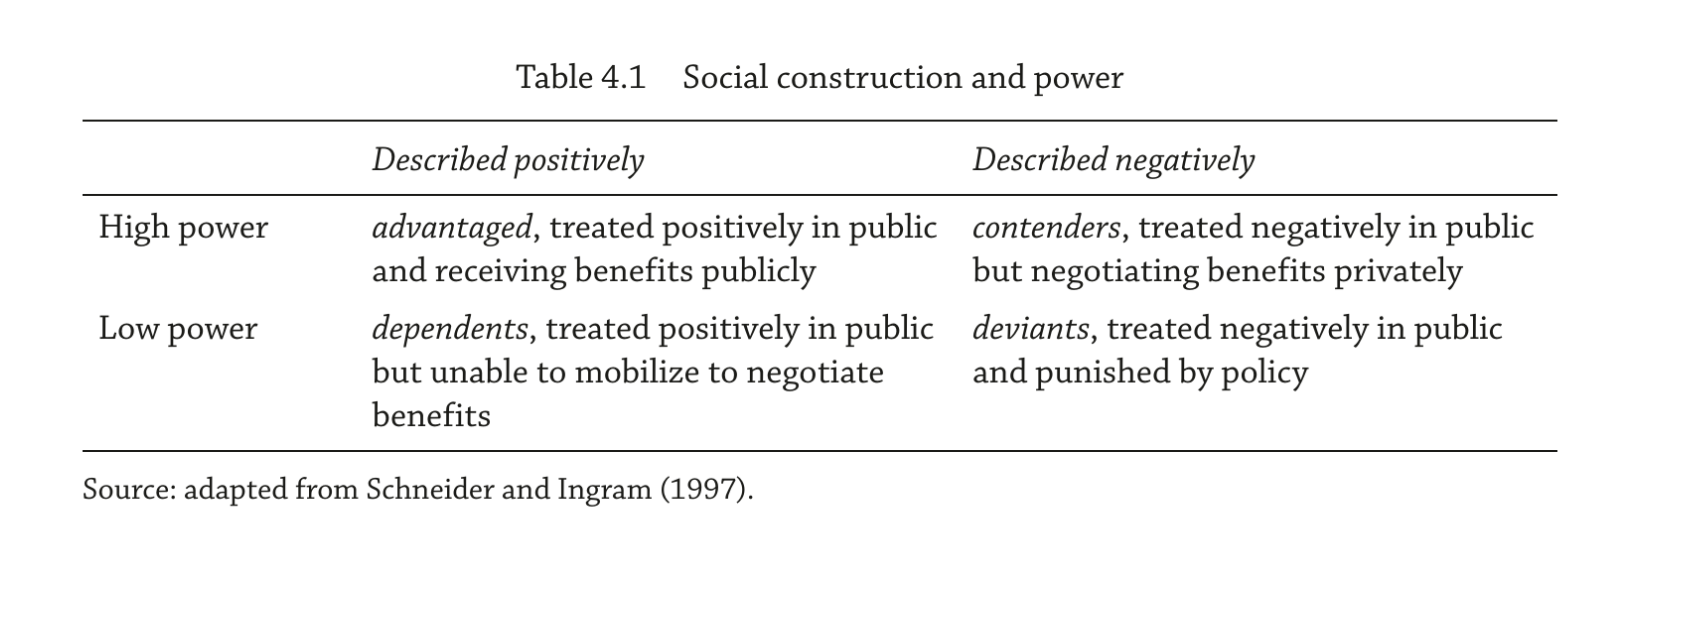 Table 4.1 Social construction and power
Described positively Described negatively
High power advantaged, treated positively in public contenders, treated negatively in public
and receiving benefits publicly but negotiating benefits privately
Low power dependents, treated positively in public deviants, treated negatively in public
but unable to mobilize to negotiate and punished by policy
benefits
Source: adapted from Schneider and Ingram (1997).